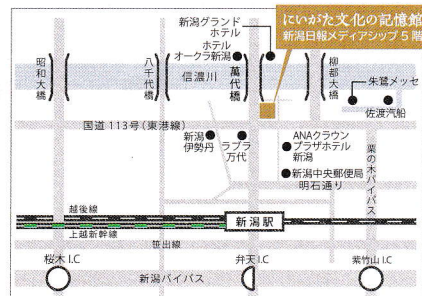 新潟グランド
ホテル
ホテル
オークラ新潟
にいがた文化の記憶館
新潟日報メディアシップ5階
昭和大橋
八千代橋
信濃川
萬代橋
柳都大橋
朱鷺メッセ
佐渡汽船
国道113号(東港線)
新潟
伊勢丹
ラブラ
万代
ANAクラウン
プラザホテル
新潟
新潟中央郵便局
明石通り
栗の木バイパス
越後線
上越新幹線
新潟駅
笹出線
桜木I.C
弁天I.C
紫竹山I.C
新潟バイパス